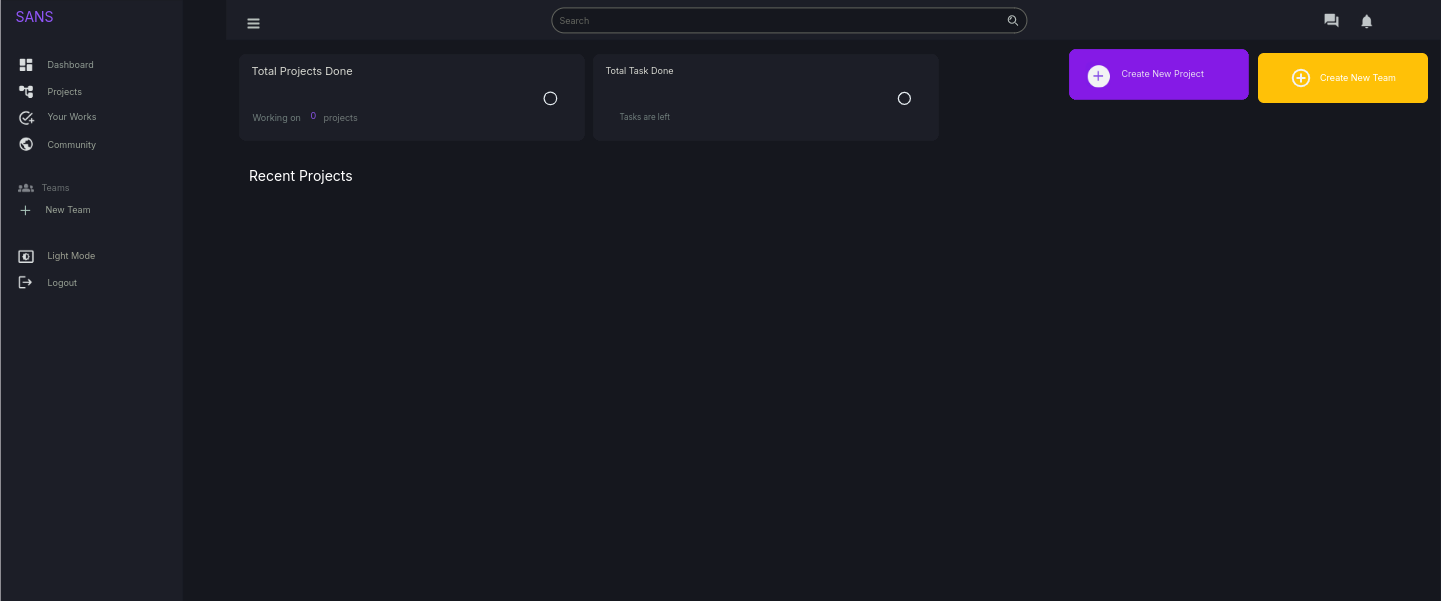 SANS
Dashboard
Projects
Your Works
Community
Teams
New Team
Light Mode
Logout
Search
Total Projects Done
Working on 0 projects
Total Task Done
Tasks are left
Create New Project
Create New Team
Recent Projects